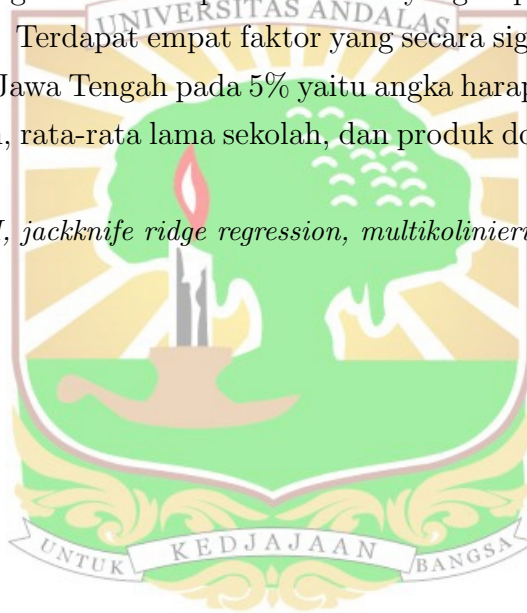 UNIVERSITAS ANDALAS
Terdapat empat faktor yang secara sig
Jawa Tengah pada 5% yaitu angka harap
, rata-rata lama sekolah, dan produk do
, jackknife ridge regression, multikolinieri
UNTUK KEDJAJAAN BANGSA